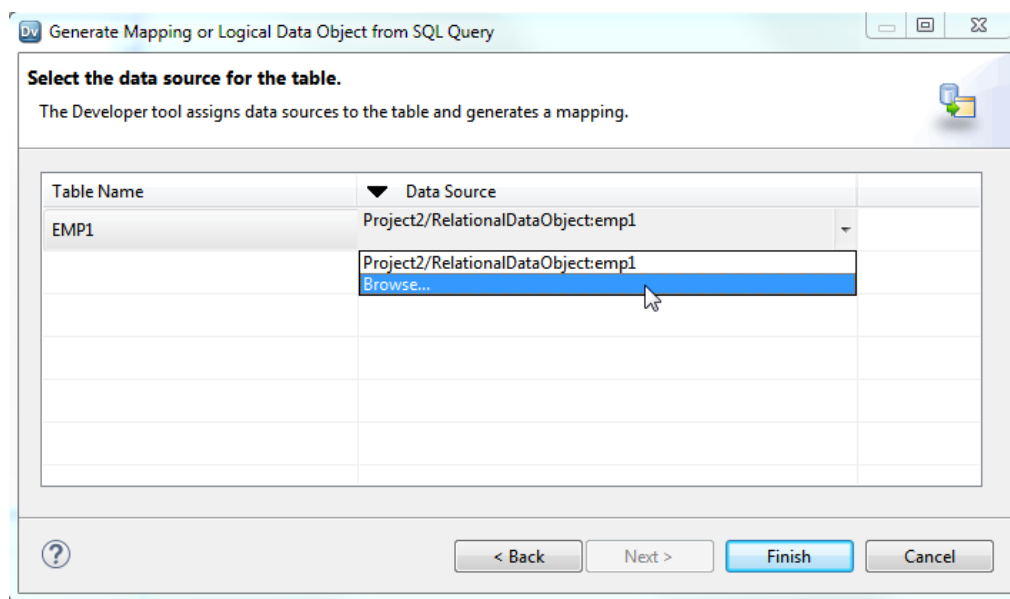 Dv Generate Mapping or Logical Data Object from SQL Query
Select the data source for the table.
The Developer tool assigns data sources to the table and generates a mapping.
Table Name Data Source
EMP1 Project2/RelationalDataObject:emp1
Project2/RelationalDataObject:emp1
Browse...
? < Back Next > Finish Cancel